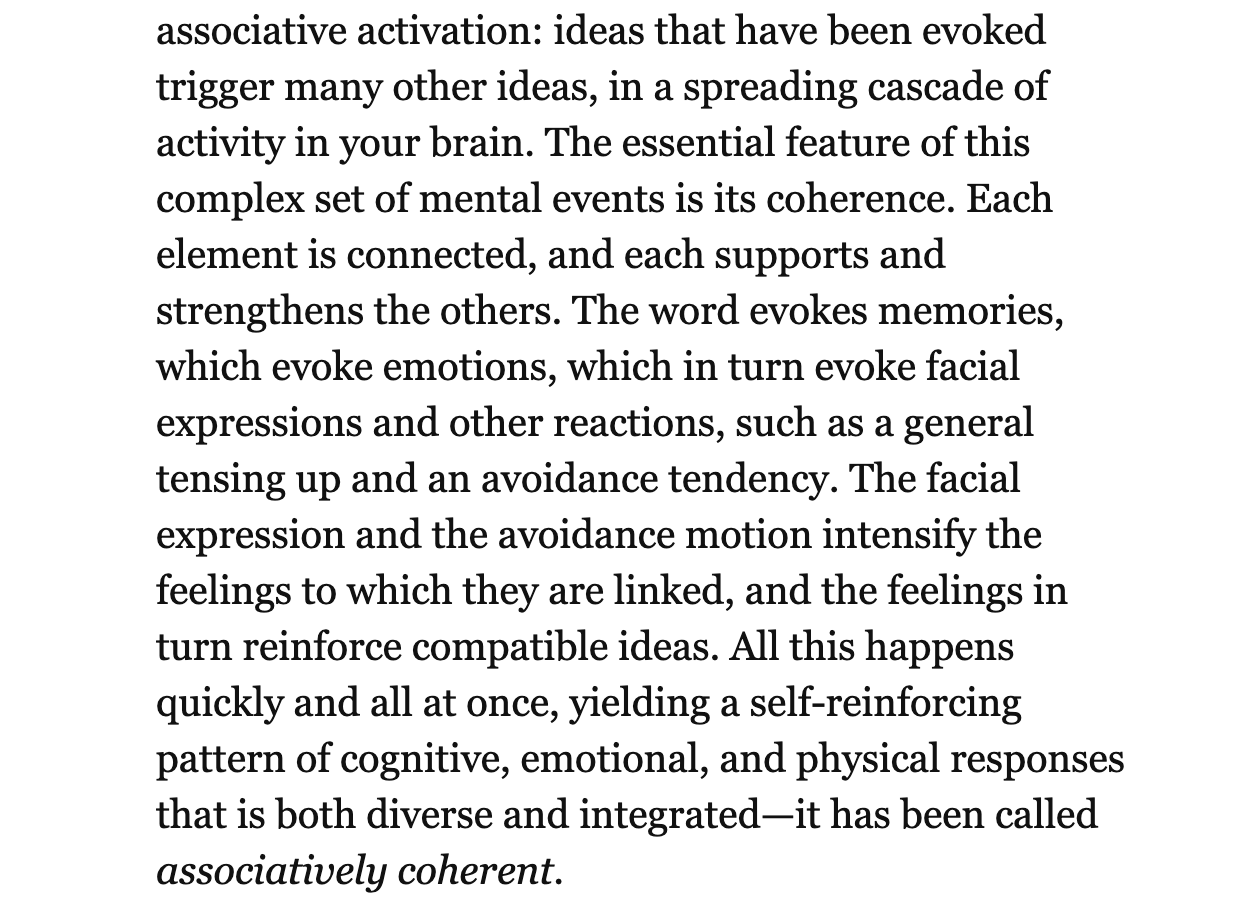 associative activation: ideas that have been evoked
trigger many other ideas, in a spreading cascade of
activity in your brain. The essential feature of this
complex set of mental events is its coherence. Each
element is connected, and each supports and
strengthens the others. The word evokes memories,
which evoke emotions, which in turn evoke facial
expressions and other reactions, such as a general
tensing up and an avoidance tendency. The facial
expression and the avoidance motion intensify the
feelings to which they are linked, and the feelings in
turn reinforce compatible ideas. All this happens
quickly and all at once, yielding a self-reinforcing
pattern of cognitive, emotional, and physical responses
that is both diverse and integrated—it has been called
associatively coherent.